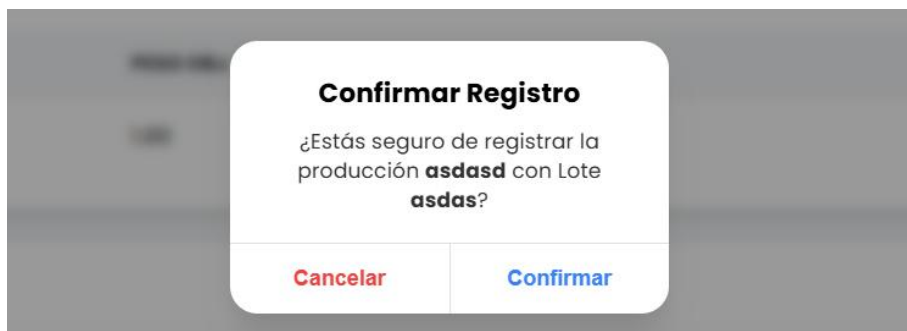 Confirmar Registro
¿Estás seguro de registrar la
producción asdasd con Lote
asdas?
Cancelar
Confirmar